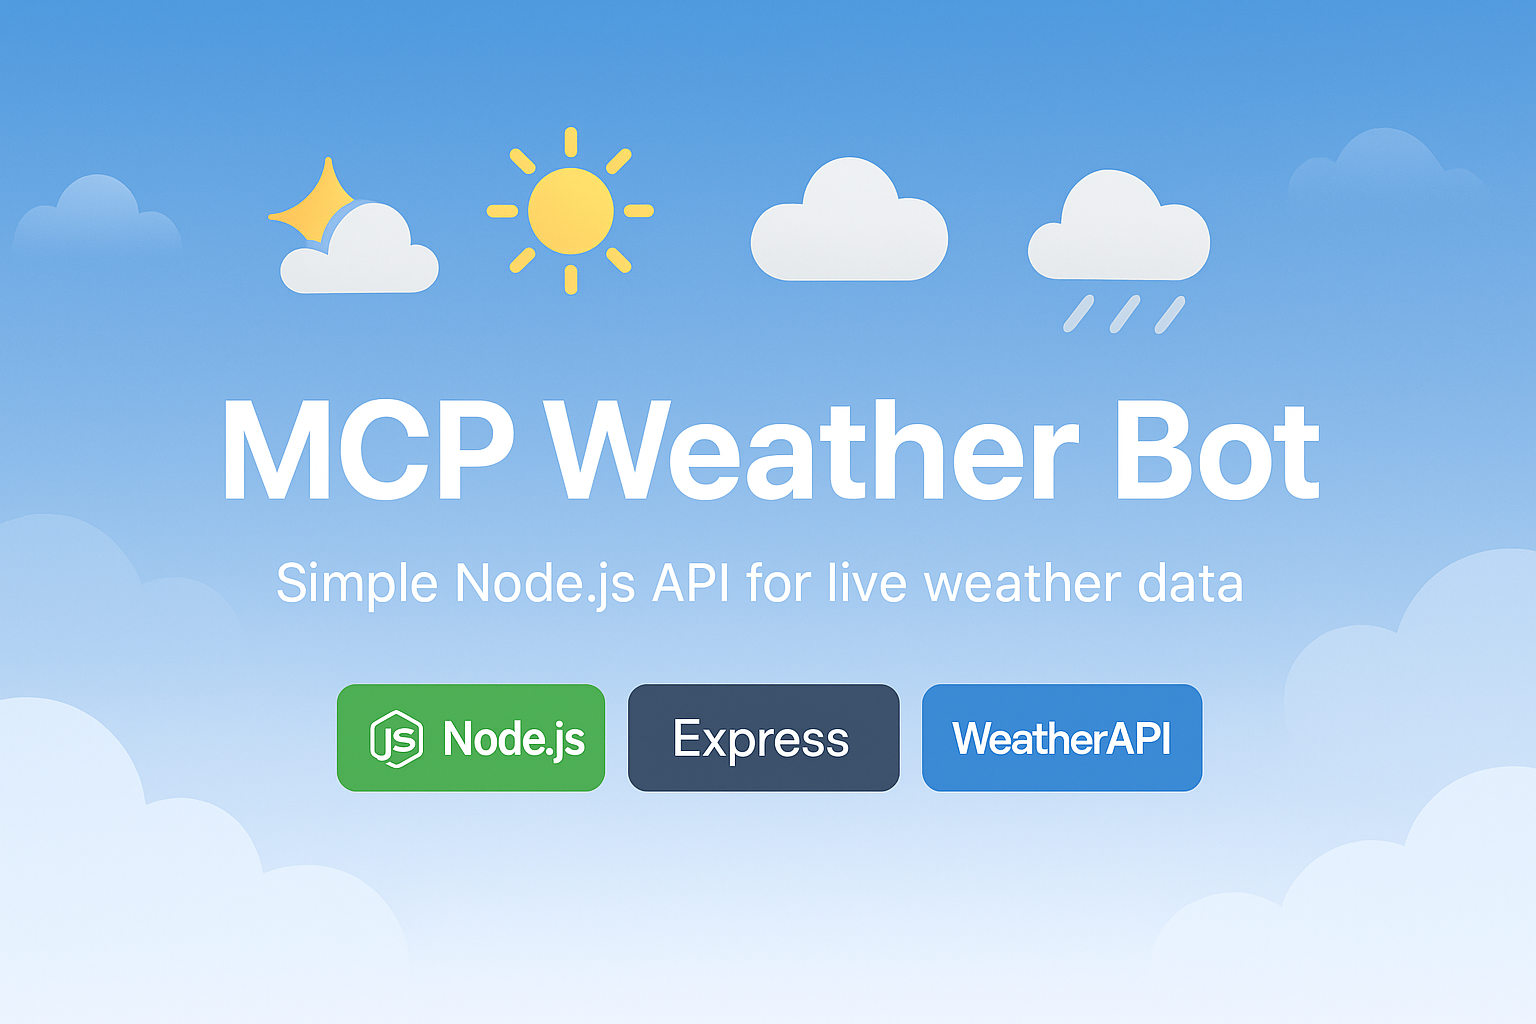 MCP Weather Bot
Simple Node.js API for live weather data
JS Node.js
Express
WeatherAPI